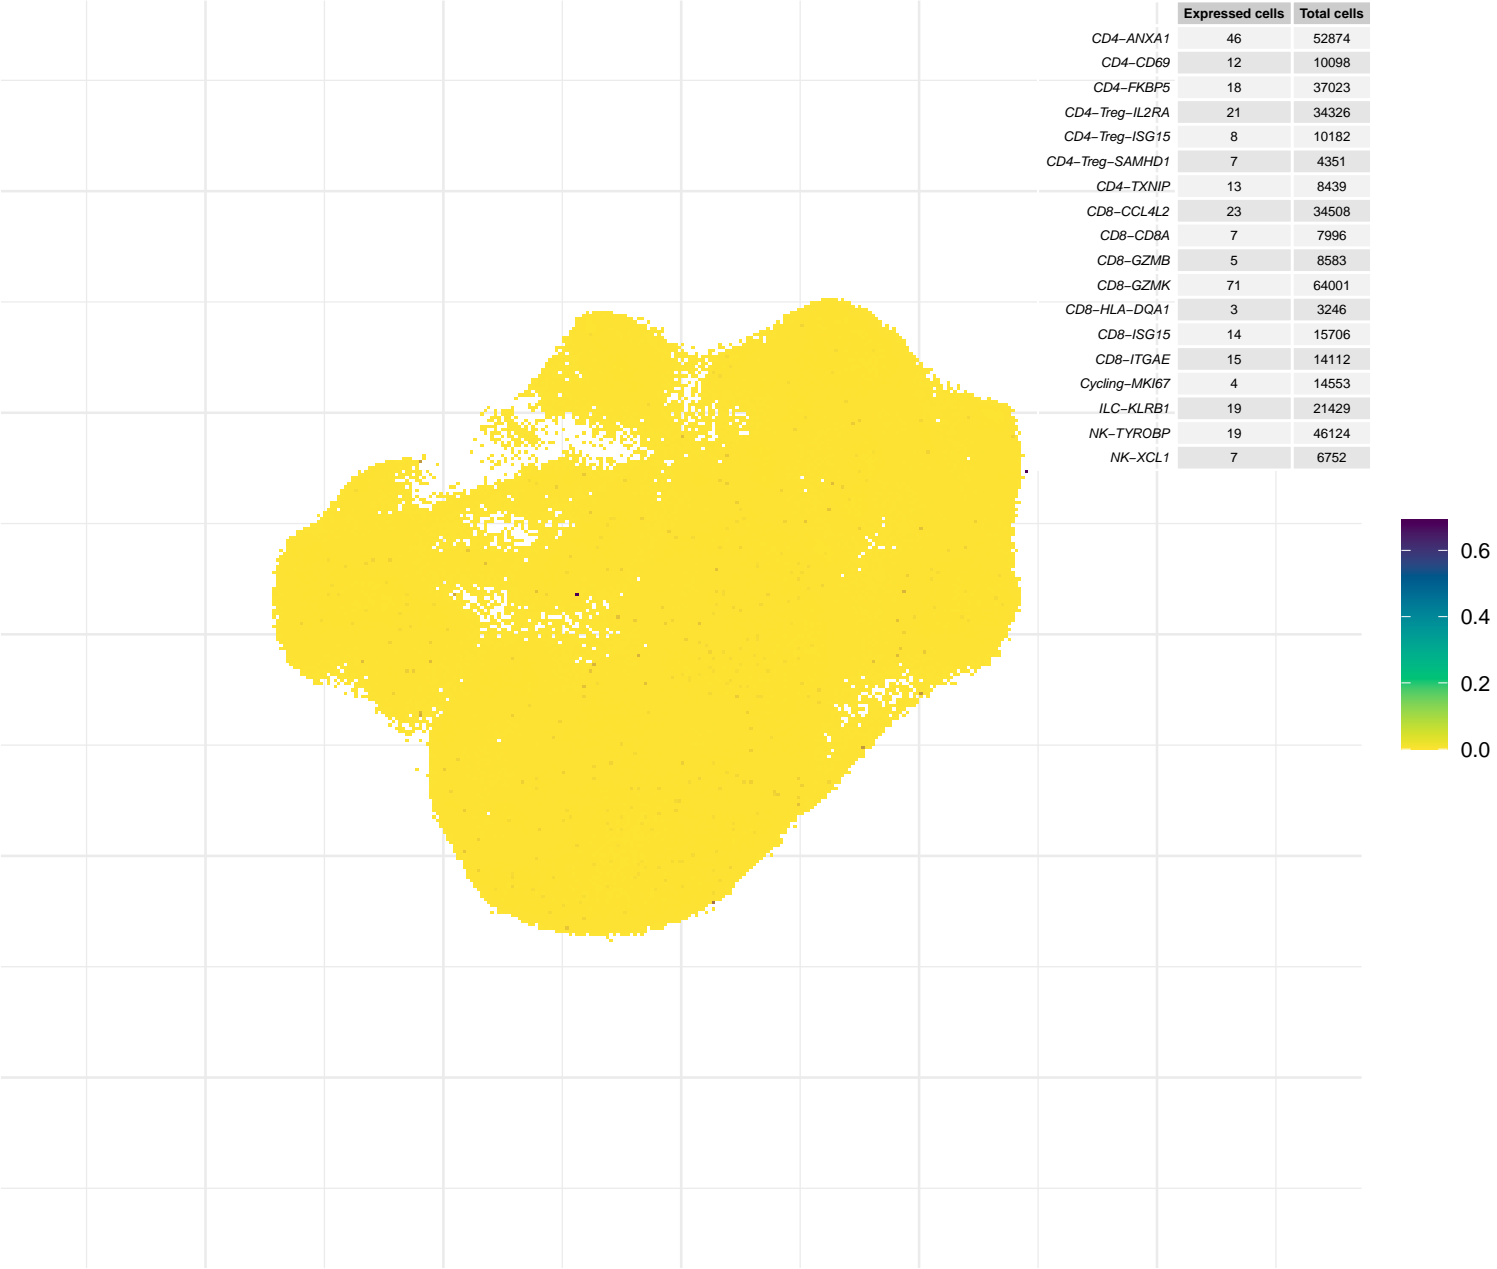 Expressed cells Total cells
CD4−ANXA1 46 52874
CD4−CD69 12 10098
CD4−FKBP5 18 37023
CD4−Treg−IL2RA 21 34326
CD4−Treg−ISG15 8 10182
CD4−Treg−SAMHD1 7 4351
CD4−TXNIP 13 8439
CD8−CCL4L2 23 34508
CD8−CD8A 7 7996
CD8−GZMB 5 8583
CD8−GZMK 71 64001
CD8−HLA−DQA1 3 3246
CD8−ISG15 14 15706
CD8−ITGAE 15 14112
Cycling−MKI67 4 14553
ILC−KLRB1 19 21429
NK−TYROBP 19 46124
NK−XCL1 7 6752
0.6
0.4
0.2
0.0